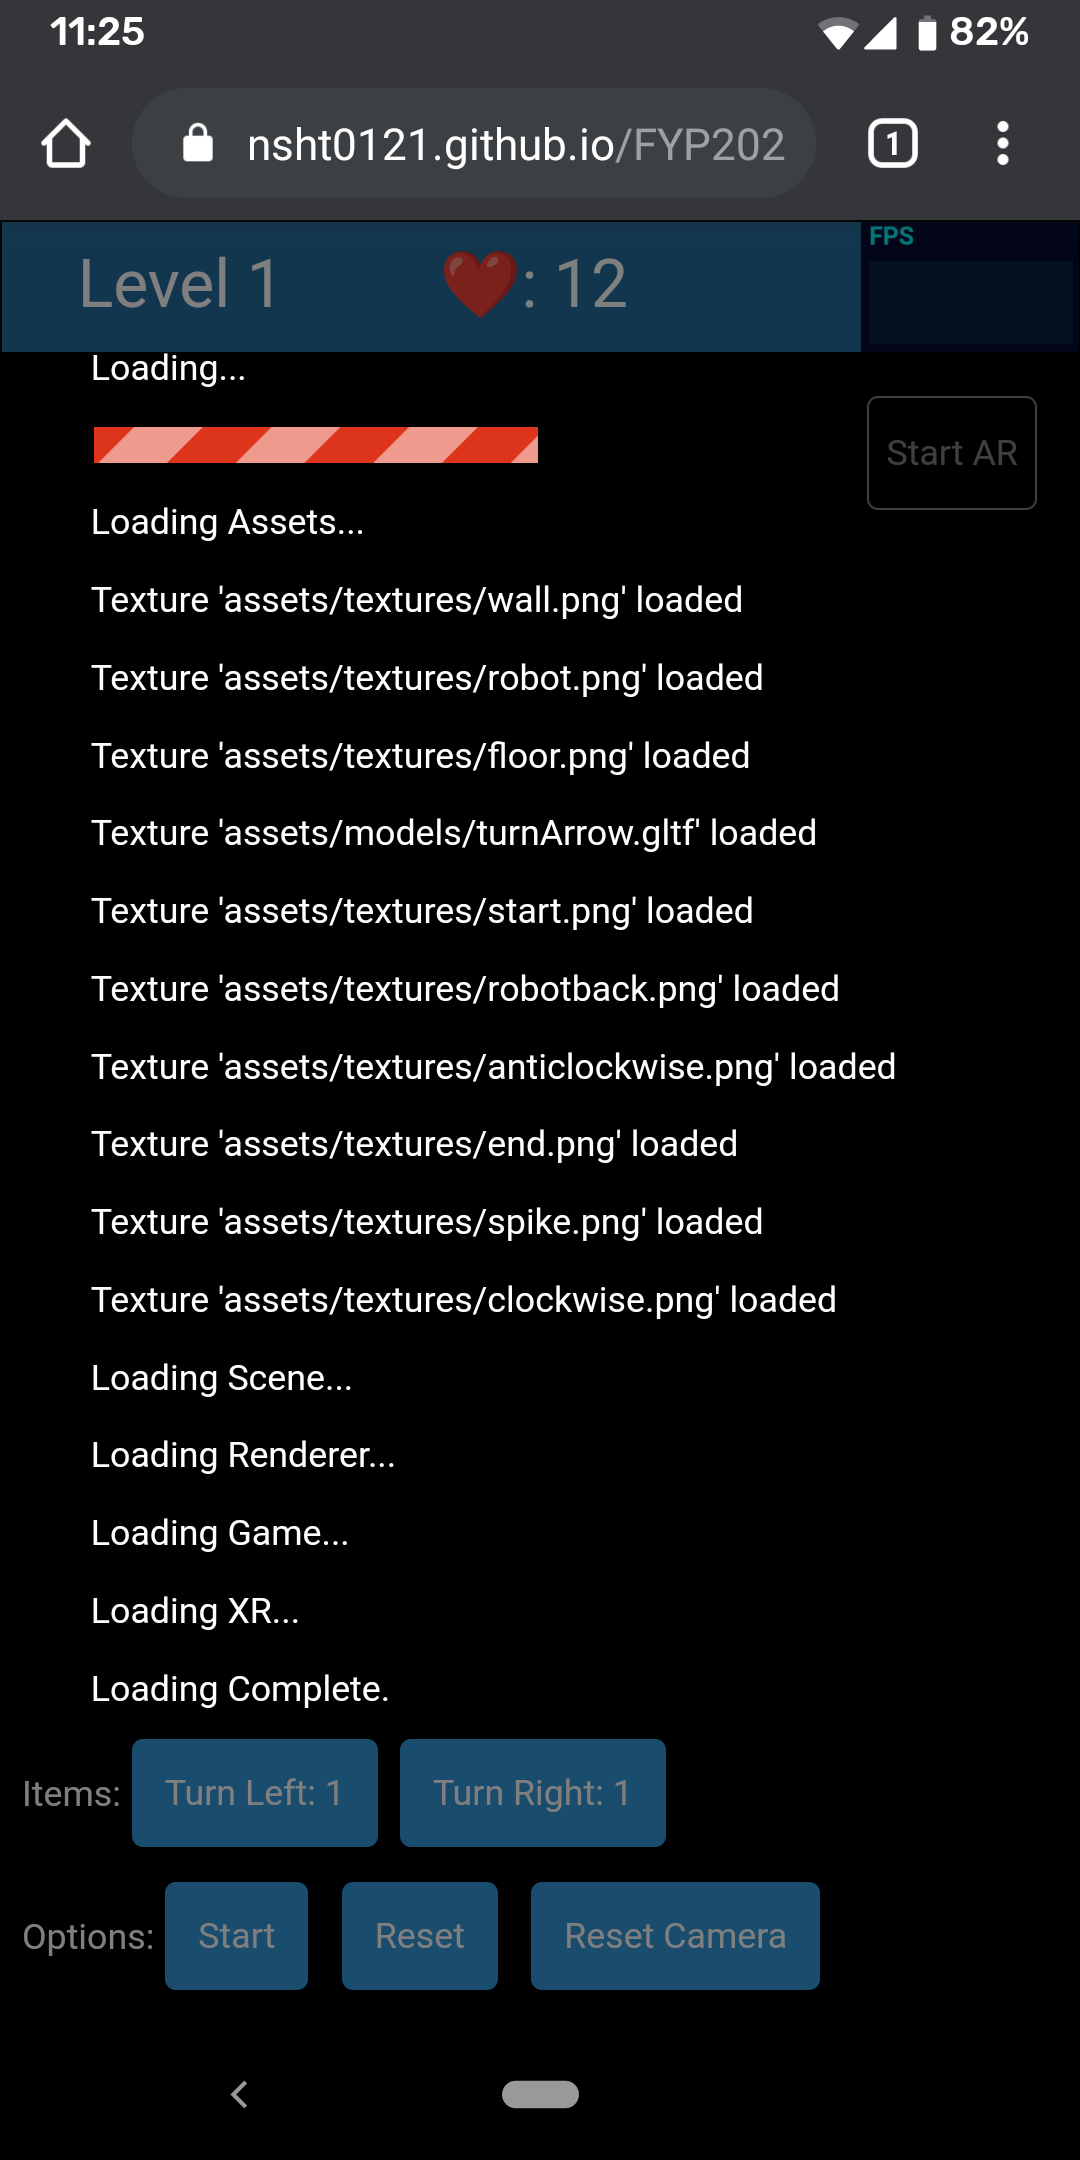 11:25 82%
nsht0121.github.io/FYP202 1
Level 1 ❤️: 12 FPS
Loading...
Start AR
Loading Assets...
Texture 'assets/textures/wall.png' loaded
Texture 'assets/textures/robot.png' loaded
Texture 'assets/textures/floor.png' loaded
Texture 'assets/models/turnArrow.gltf' loaded
Texture 'assets/textures/start.png' loaded
Texture 'assets/textures/robotback.png' loaded
Texture 'assets/textures/anticlockwise.png' loaded
Texture 'assets/textures/end.png' loaded
Texture 'assets/textures/spike.png' loaded
Texture 'assets/textures/clockwise.png' loaded
Loading Scene...
Loading Renderer...
Loading Game...
Loading XR...
Loading Complete.
Items: Turn Left: 1 Turn Right: 1
Options: Start Reset Reset Camera